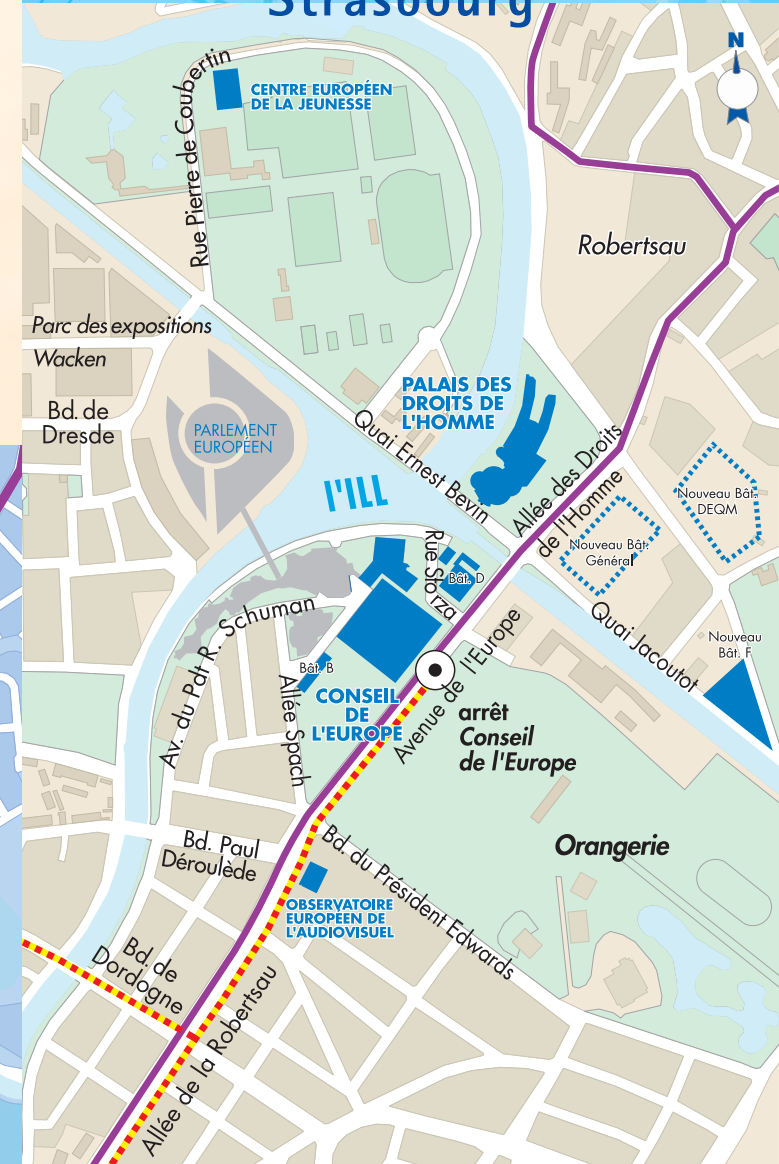 Strasbourg
N
CENTRE EUROPÉEN
DE LA JEUNESSE
Rue Pierre de Coubertin
Robertsau
Parc des expositions
Wacken
Bd. de
Dresde
PARLEMENT
EUROPÉEN
PALAIS DES
DROITS DE
L'HOMME
Quai Ernest Bevin
l'ILL
Allée des Droits
de l'Homme
Nouveau Bât.
DEQM
Nouveau Bât.
Général
Rue Sforza
Bât. D
Quai Jacoutot
Nouveau
Bât. F
Av. du Pdt R. Schuman
Bât. B
Allée Spach
CONSEIL
DE
L'EUROPE
Avenue de l'Europe
arrêt
Conseil
de l'Europe
Orangerie
Bd. Paul
Déroulède
Bd. du Président Edwards
OBSERVATOIRE
EUROPÉEN DE
L'AUDIOVISUEL
Bd. de
Dordogne
Allée de la Robertsau